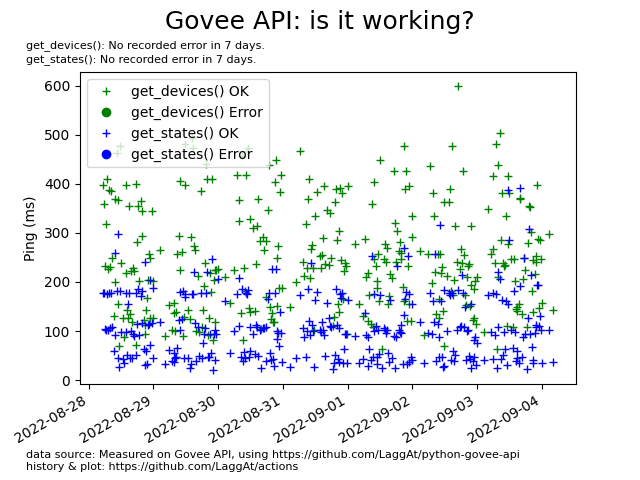 Govee API: is it working?
get_devices(): No recorded error in 7 days.
get_states(): No recorded error in 7 days.
get_devices() OK
get_devices() Error
get_states() OK
get_states() Error
Ping (ms)
600
500
400
300
200
100
0
2022-08-28
2022-08-29
2022-08-30
2022-08-31
2022-09-01
2022-09-02
2022-09-03
2022-09-04
data source: Measured on Govee API, using https://github.com/LaggAt/python-govee-api
history & plot: https://github.com/LaggAt/actions